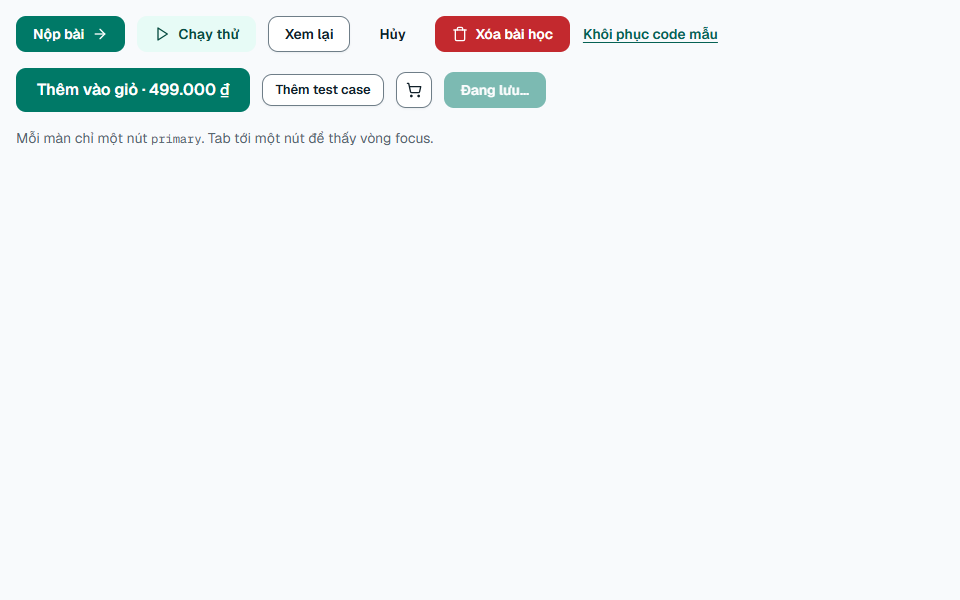 Nộp bài
Chạy thử
Xem lại
Hủy
Xóa bài học
Khôi phục code mẫu
Thêm vào giỏ · 499.000 ₫
Thêm test case
Đang lưu…
Mỗi màn chỉ một nút primary. Tab tới một nút để thấy vòng focus.